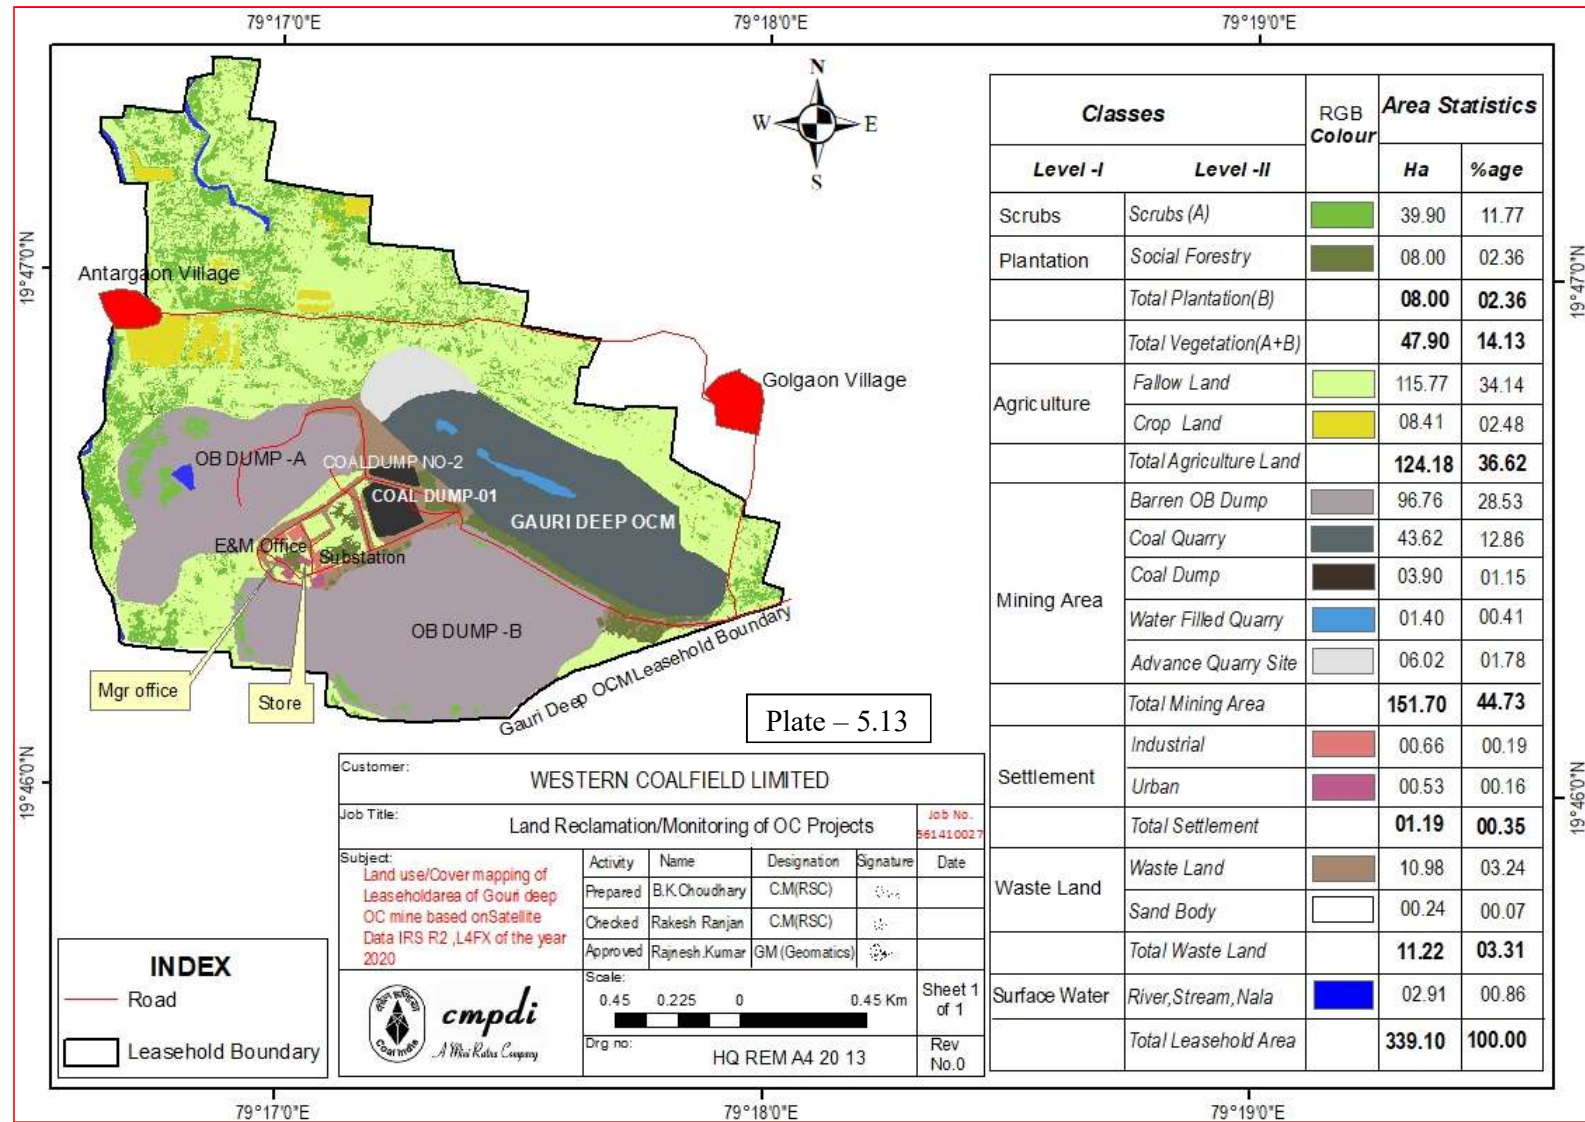 79°17'0"E 79°18'0"E 79°19'0"E
19°47'0"N
19°46'0"N
19°47'0"N
19°46'0"N
N
W E
S
Antargaon Village
Golgaon Village
OB DUMP -A
COALDUMP NO-2
COAL DUMP-01
GAURI DEEP OCM
E&M Office
Substation
OB DUMP -B
Mgr office
Store
Gauri Deep OCM Leasehold Boundary
Plate – 5.13
Classes RGB Colour Area Statistics
Level -I Level -II Ha %age
Scrubs Scrubs (A) 39.90 11.77
Plantation Social Forestry 08.00 02.36
Total Plantation(B) 08.00 02.36
Total Vegetation(A+B) 47.90 14.13
Agriculture
Fallow Land 115.77 34.14
Crop Land 08.41 02.48
Total Agriculture Land 124.18 36.62
Mining Area
Barren OB Dump 96.76 28.53
Coal Quarry 43.62 12.86
Coal Dump 03.90 01.15
Water Filled Quarry 01.40 00.41
Advance Quarry Site 06.02 01.78
Total Mining Area 151.70 44.73
Settlement
Industrial 00.66 00.19
Urban 00.53 00.16
Total Settlement 01.19 00.35
Waste Land
Waste Land 10.98 03.24
Sand Body 00.24 00.07
Total Waste Land 11.22 03.31
Surface Water River,Stream,Nala 02.91 00.86
Total Leasehold Area 339.10 100.00
Customer:
WESTERN COALFIELD LIMITED
Job Title:
Land Reclamation/Monitoring of OC Projects
Job No.
561410027
Subject:
Land use/Cover mapping of
Leaseholdarea of Gouri deep
OC mine based onSatellite
Data IRS R2 ,L4FX of the year
2020
Activity Name Designation Signature Date
Prepared B.K.Choudhary C.M(RSC)
Checked Rakesh Ranjan C.M(RSC)
Approved Rajnesh.Kumar GM (Geomatics)
Scale:
0.45 0.225 0 0.45 Km
Sheet 1
of 1
Drg no:
HQ REM A4 20 13
Rev
No.0
Coal India
cmpdi
A Mini Ratna Company
INDEX
Road
Leasehold Boundary
79°17'0"E 79°18'0"E 79°19'0"E